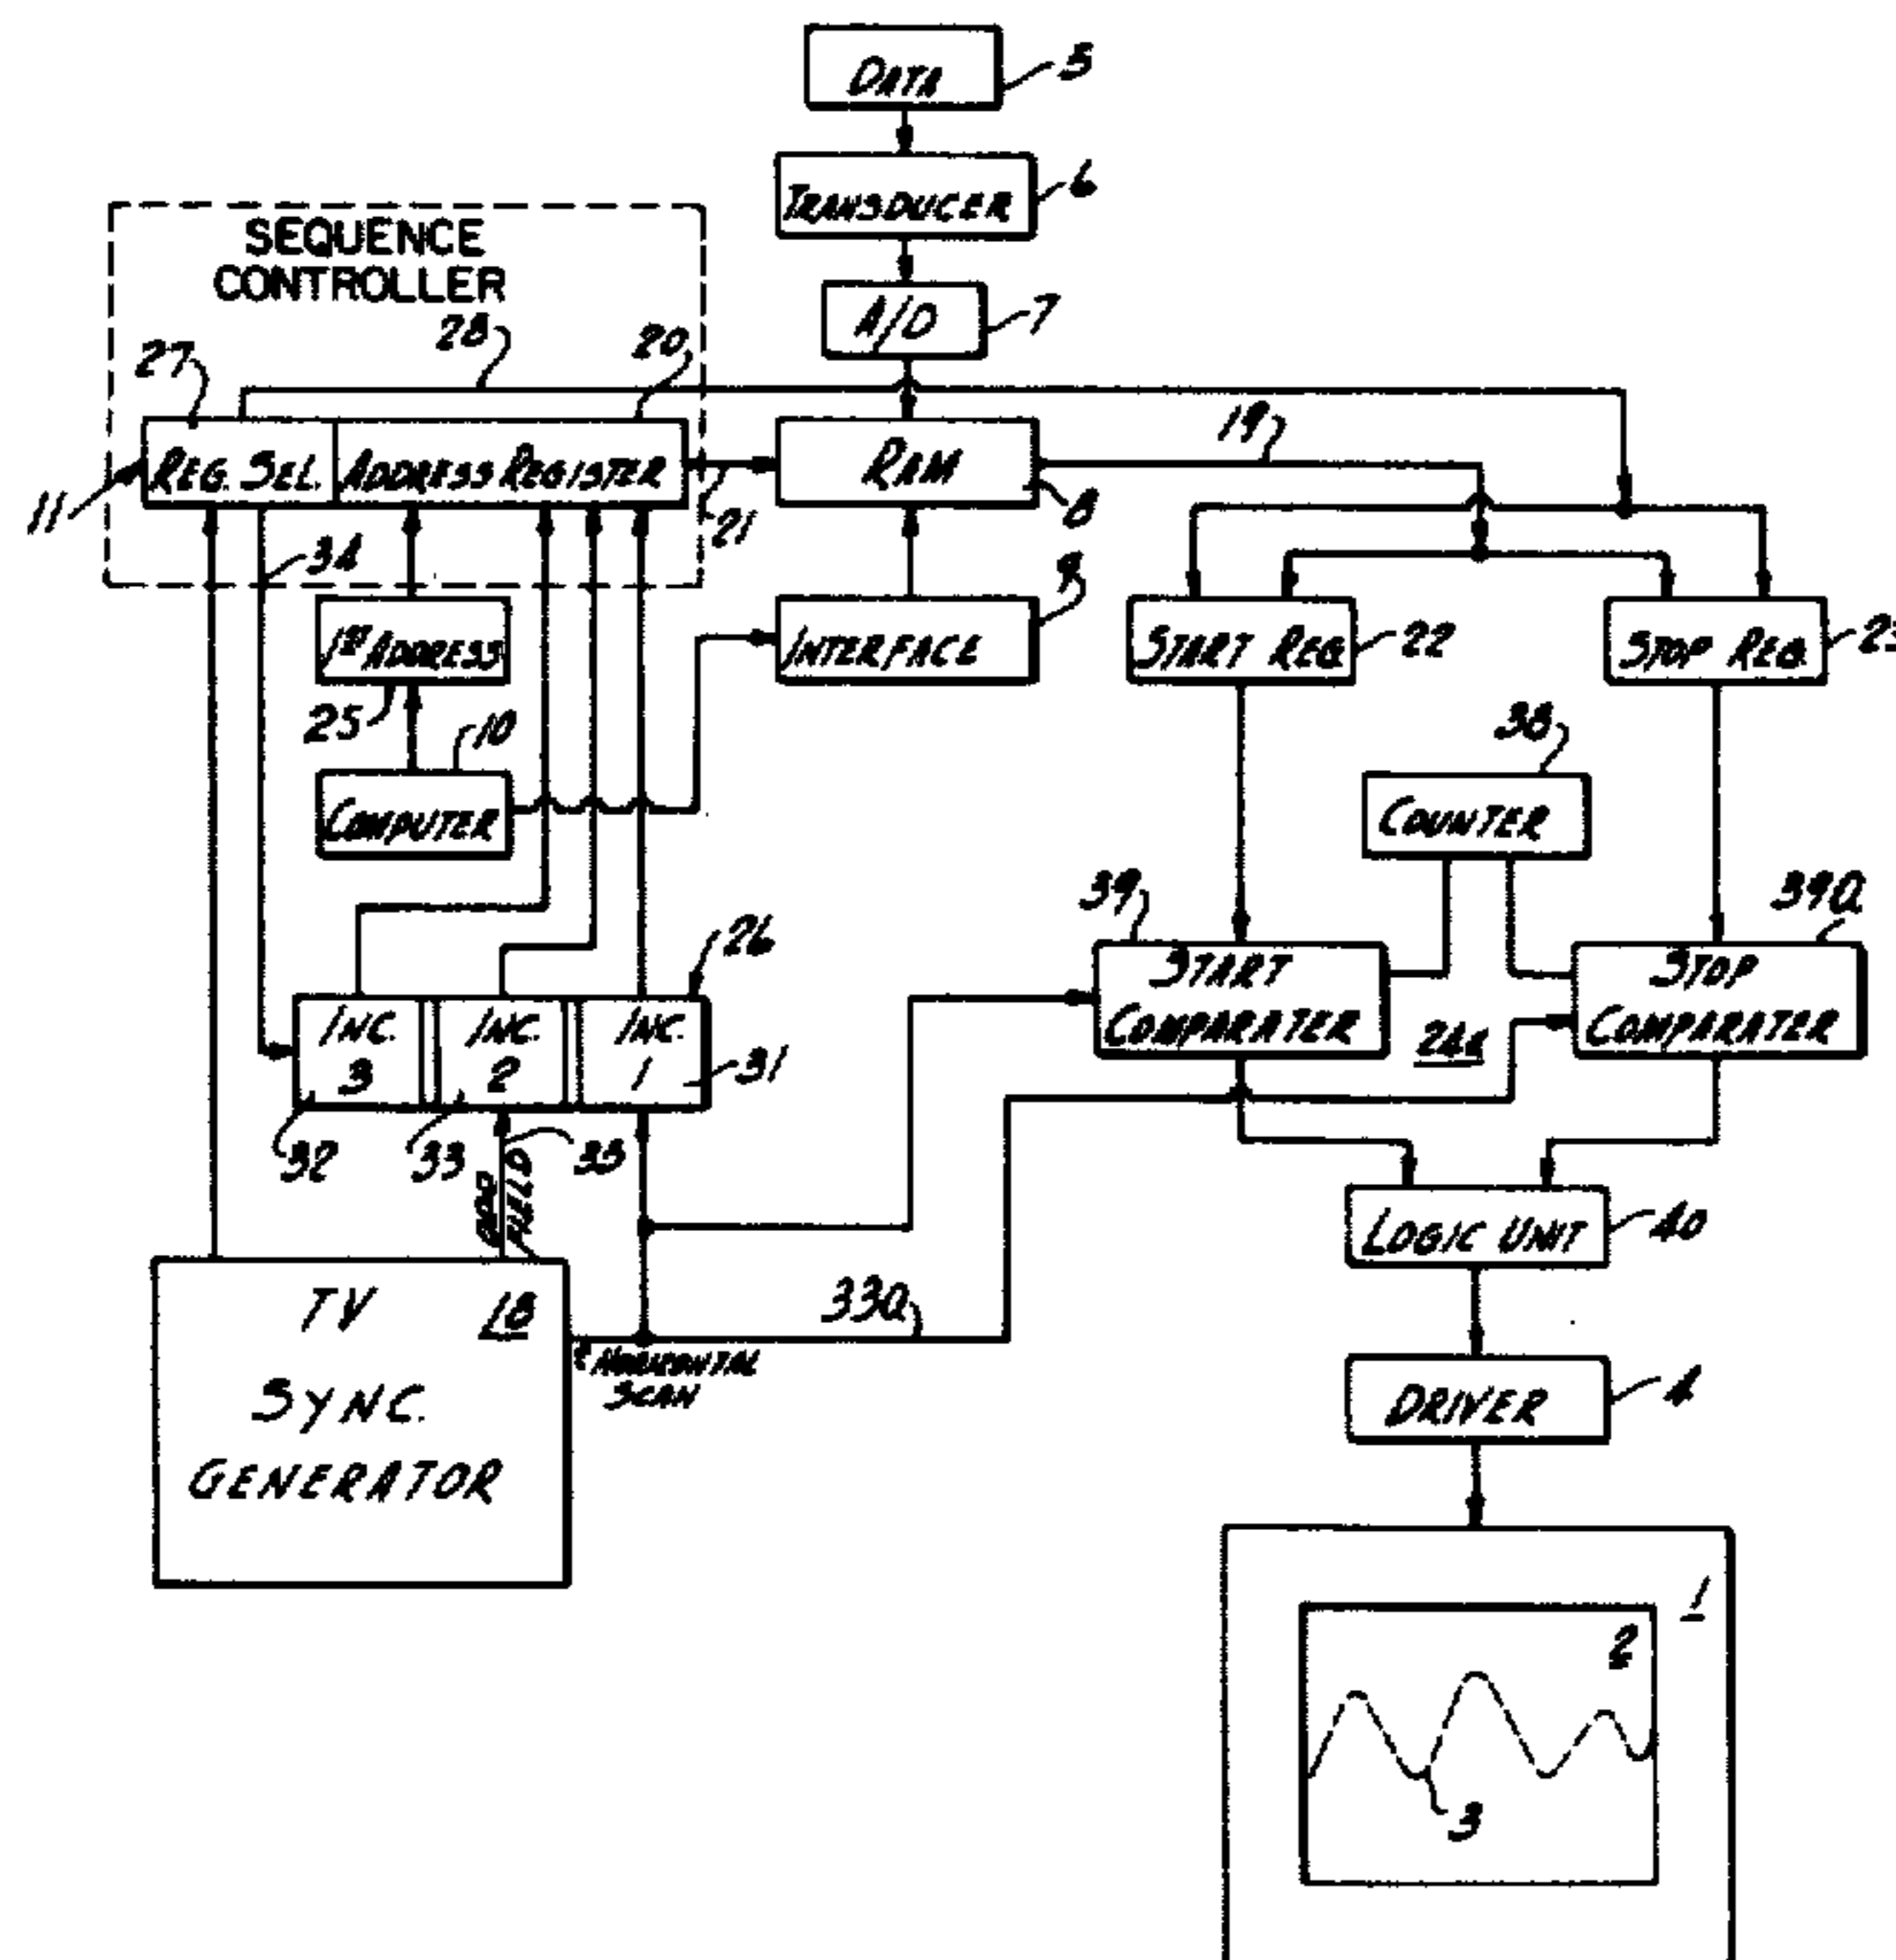 DATA
5
TRANSDUCER
6
SEQUENCE
CONTROLLER
A/D
7
28
20
27
19
REG. SEL.
ADDRESS REGISTER
RAM
11
21
8
34
9
1ST ADDRESS
INTERFACE
START REG.
22
STOP REG.
25
10
38
COMPUTER
COUNTER
39
39a
26
START
COMPARATER
STOP
COMPARATER
INC.
3
INC.
2
INC.
1
31
24a
32
33
35
ODD
FIELD
LOGIC UNIT
40
TV
SYNC.
GENERATOR
18
33a
HORIZONTAL
SCAN
DRIVER
4
1
2
3